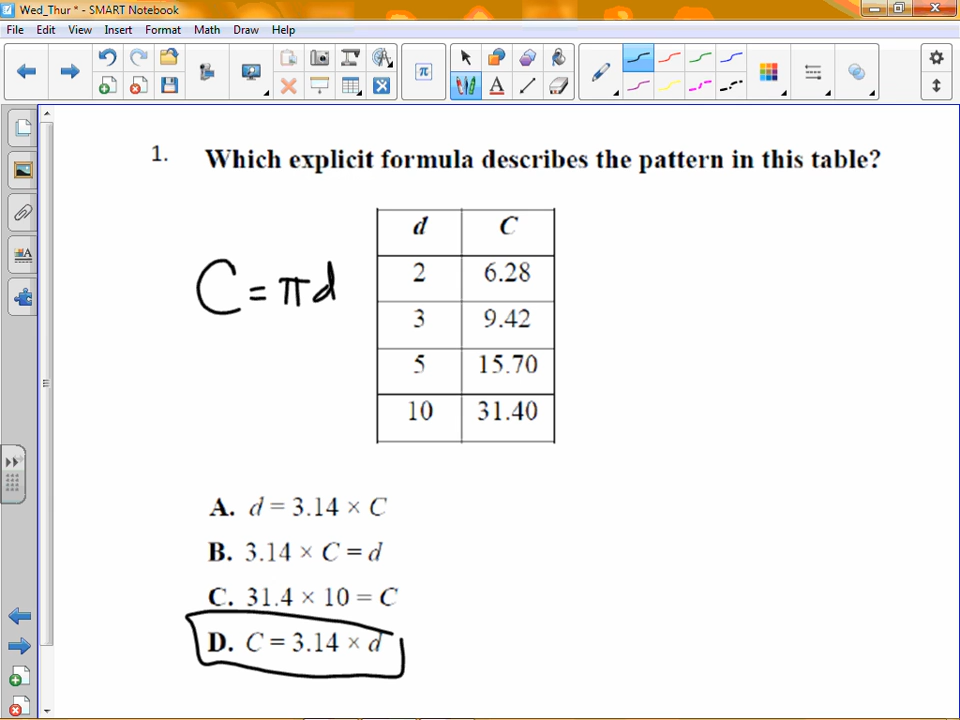 Wed_Thur * - SMART Notebook
File Edit View Insert Format Math Draw Help
π
A
1. Which explicit formula describes the pattern in this table?
d C
2 6.28
3 9.42
5 15.70
10 31.40
C = πd
A. d = 3.14 × C
B. 3.14 × C = d
C. 31.4 × 10 = C
D. C = 3.14 × d